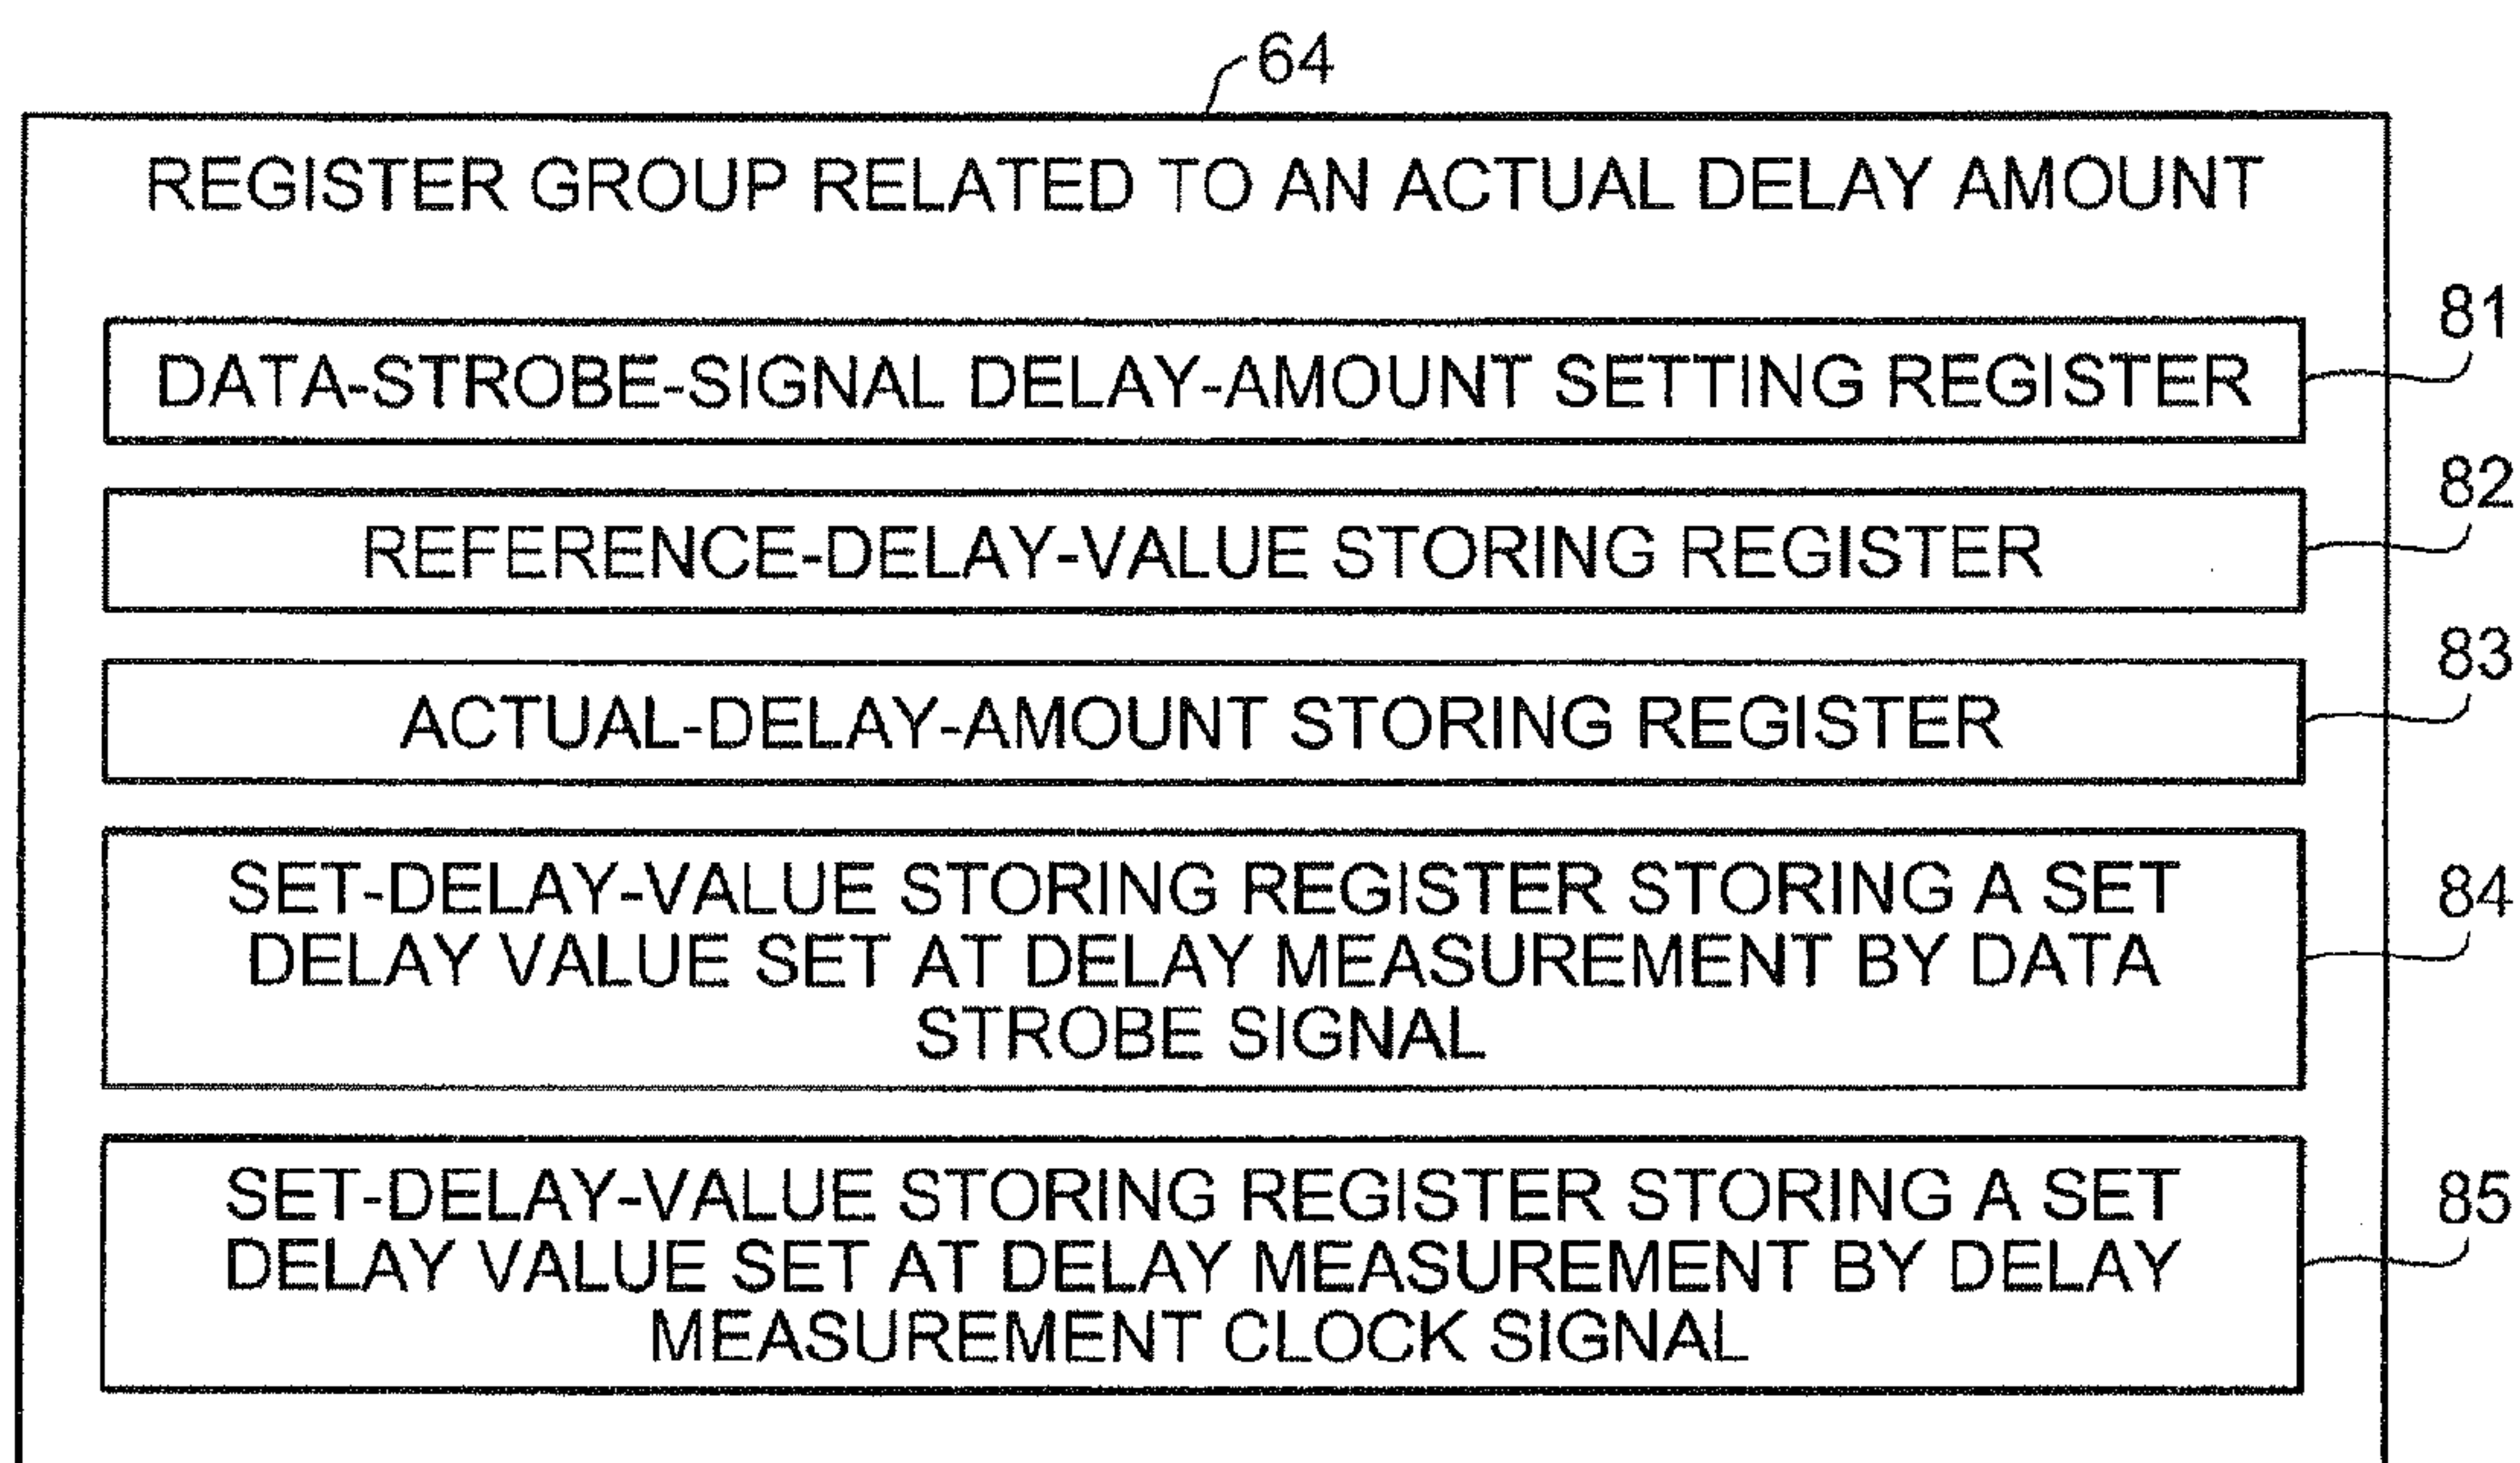 64
REGISTER GROUP RELATED TO AN ACTUAL DELAY AMOUNT
81
DATA-STROBE-SIGNAL DELAY-AMOUNT SETTING REGISTER
82
REFERENCE-DELAY-VALUE STORING REGISTER
83
ACTUAL-DELAY-AMOUNT STORING REGISTER
84
SET-DELAY-VALUE STORING REGISTER STORING A SET
DELAY VALUE SET AT DELAY MEASUREMENT BY DATA
STROBE SIGNAL
85
SET-DELAY-VALUE STORING REGISTER STORING A SET
DELAY VALUE SET AT DELAY MEASUREMENT BY DELAY
MEASUREMENT CLOCK SIGNAL